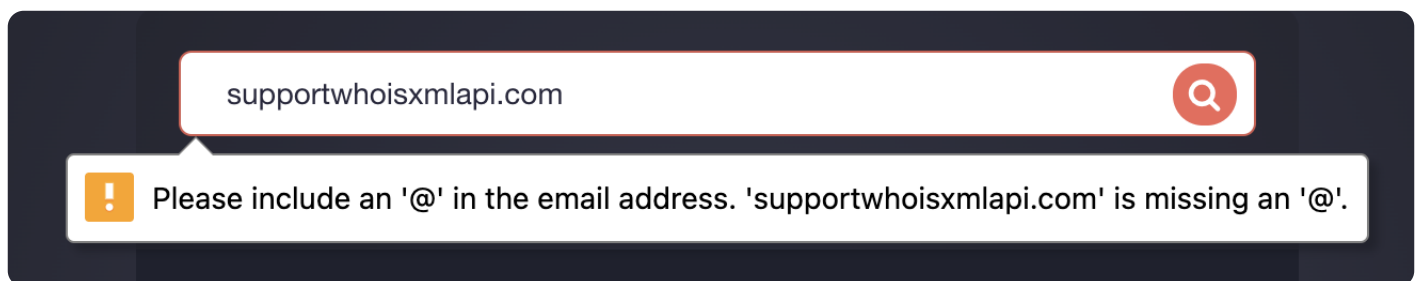 supportwhoisxmlapi.com
Please include an '@' in the email address. 'supportwhoisxmlapi.com' is missing an '@'.